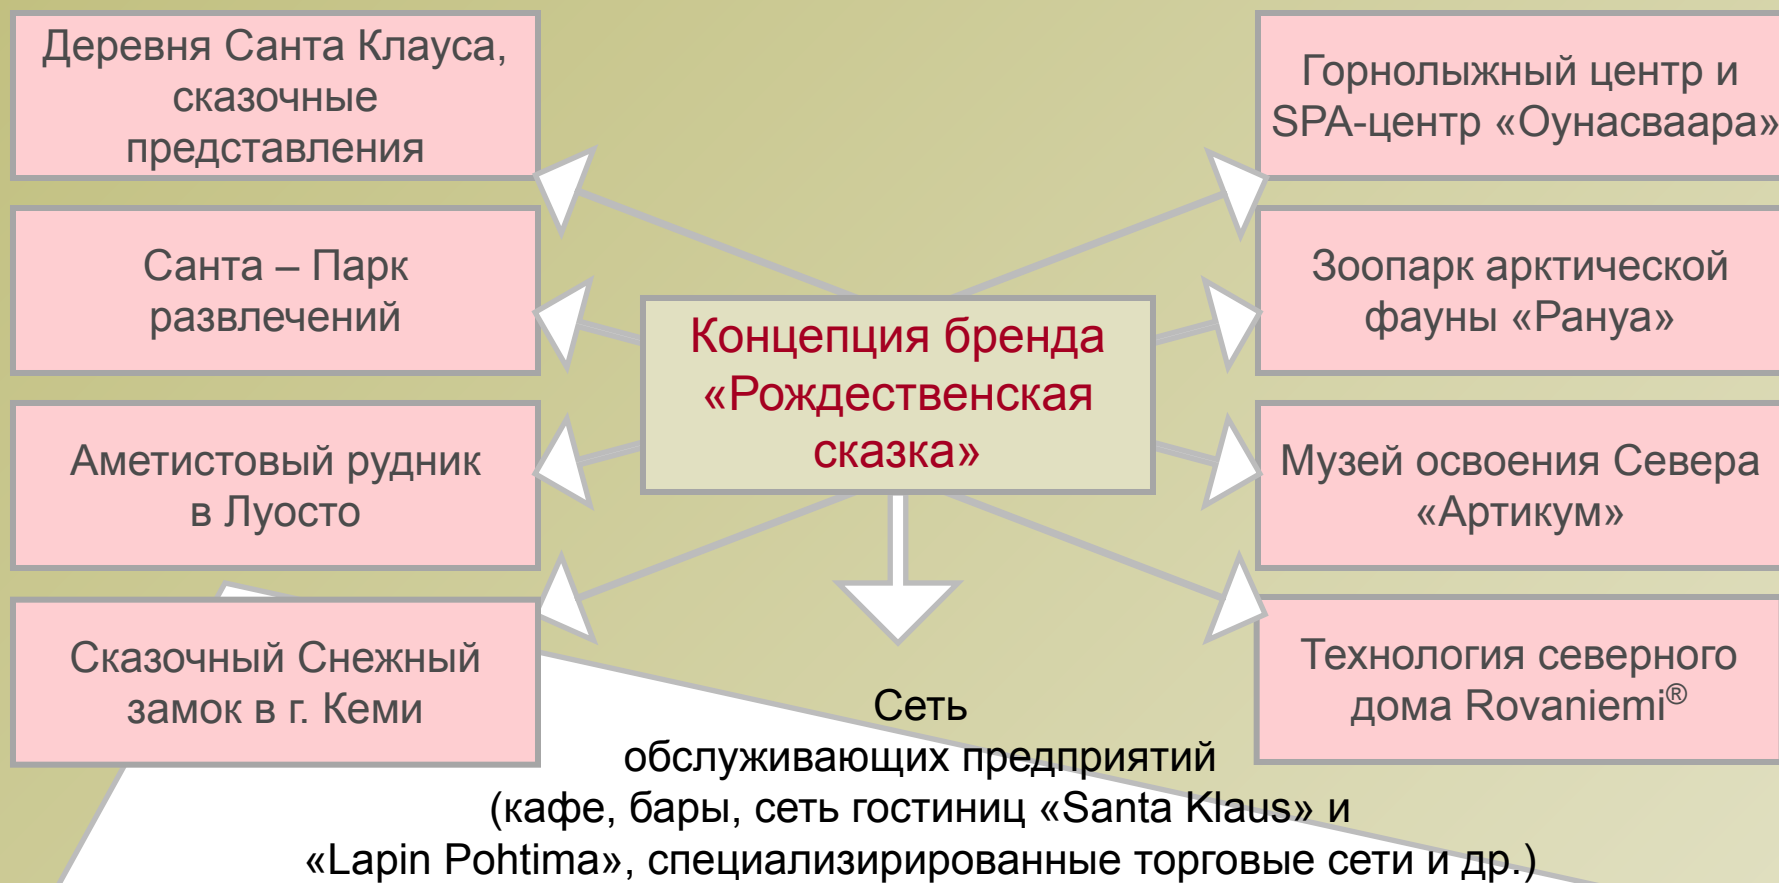 Деревня Санта Клауса,
сказочные
представления
Санта – Парк
развлечений
Аметистовый рудник
в Луосто
Сказочный Снежный
замок в г. Кеми
Концепция бренда
«Рождественская
сказка»
Горнолыжный центр и
SPA-центр «Оунасваара»
Зоопарк арктической
фауны «Рануа»
Музей освоения Севера
«Артикум»
Технология северного
дома Rovaniemi®
Сеть
обслуживающих предприятий
(кафе, бары, сеть гостиниц «Santa Klaus» и
«Lapin Pohtima», специализирированные торговые сети и др.)